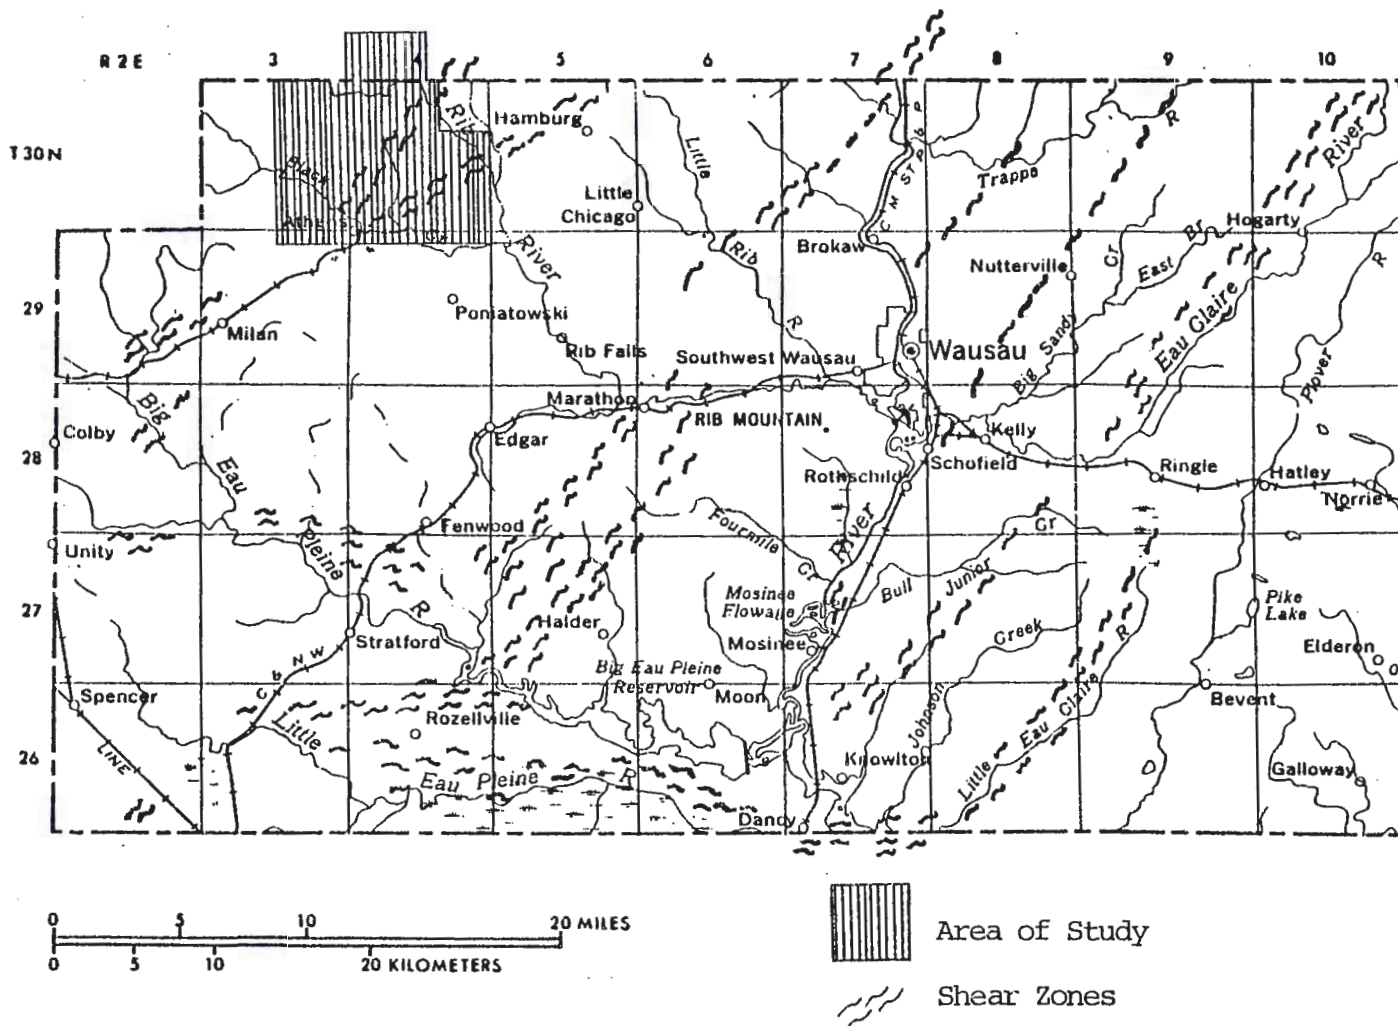 R 2 E 3 4 5 6 7 8 9 10
T 30 N
29
28
27
26
Rib
River
Hamburg
Black
Athens
Cr
Little
Chicago
Little
Rib
R
Trappe
R
C M ST P & P
Brokaw
River
Hogarty
East
Br
Nutterville
Cr
Sandy
Big
Eau Claire
R
Plover
Milan
Poniatowski
Rib Falls
Southwest Wausau
Wausau
Marathon
RIB MOUNTAIN
Colby
Big
Eau
Pleine
R
Edgar
Kelly
Schofield
Rothschild
Ringle
Hatley
Norrie
Unity
Fenwood
Fourmile
Cr
River
Cr
Bull
Junior
Mosinee
Flowage
Mosinee
Halder
Stratford
Creek
Johnson
Pike
Lake
Elderon
C & N W
Big Eau Pleine
Reservoir
Moon
Bevent
Spencer
LINE
Little
Rozellville
Eau Pleine
R
Knowlton
Little
Eau Claire
R
Galloway
Dancy
0 5 10 20 MILES
0 5 10 20 KILOMETERS
Area of Study
Shear Zones